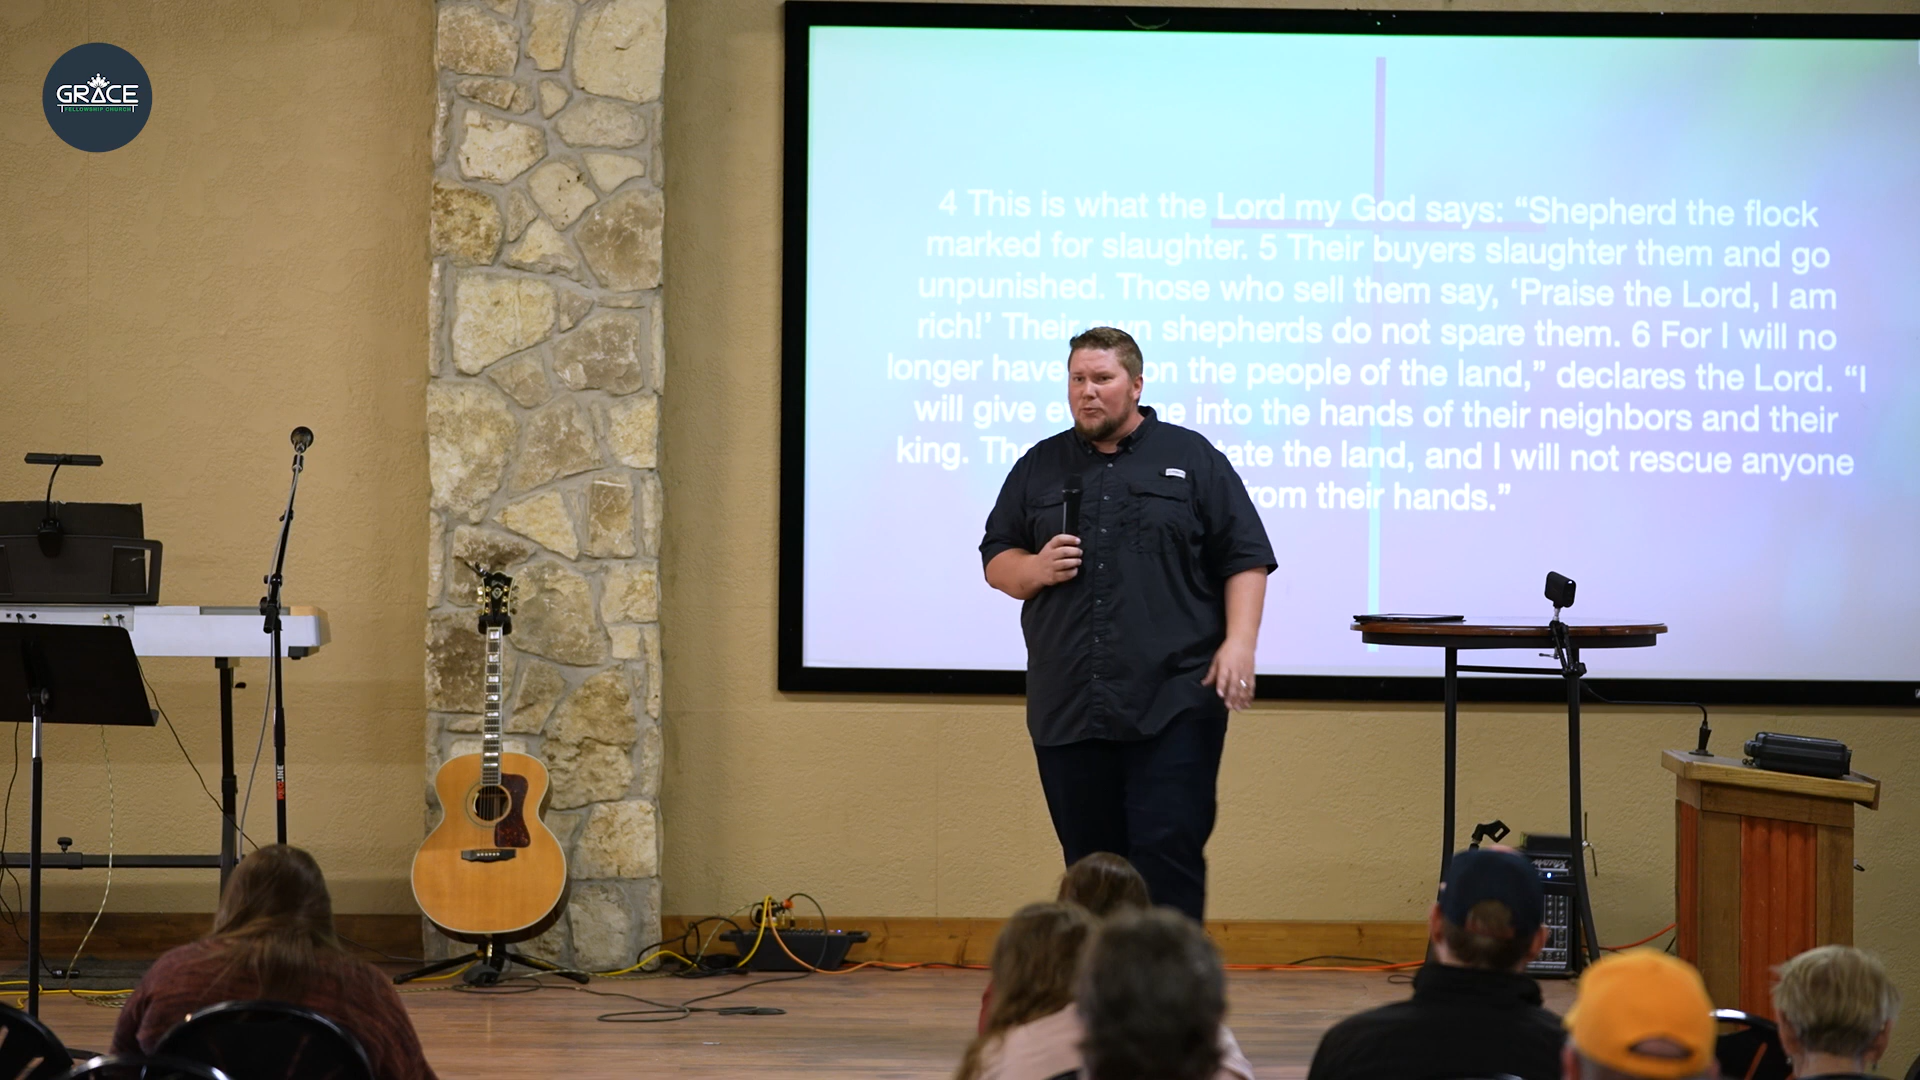 GRACE
FELLOWSHIP CHURCH
4 This is what the Lord my God says: “Shepherd the flock
marked for slaughter. 5 Their buyers slaughter them and go
unpunished. Those who sell them say, ‘Praise the Lord, I am
rich!’ Their own shepherds do not spare them. 6 For I will no
longer have on the people of the land,” declares the Lord. “I
will give into the hands of their neighbors and their
king. the land, and I will not rescue anyone
from their hands.”
PROLINE